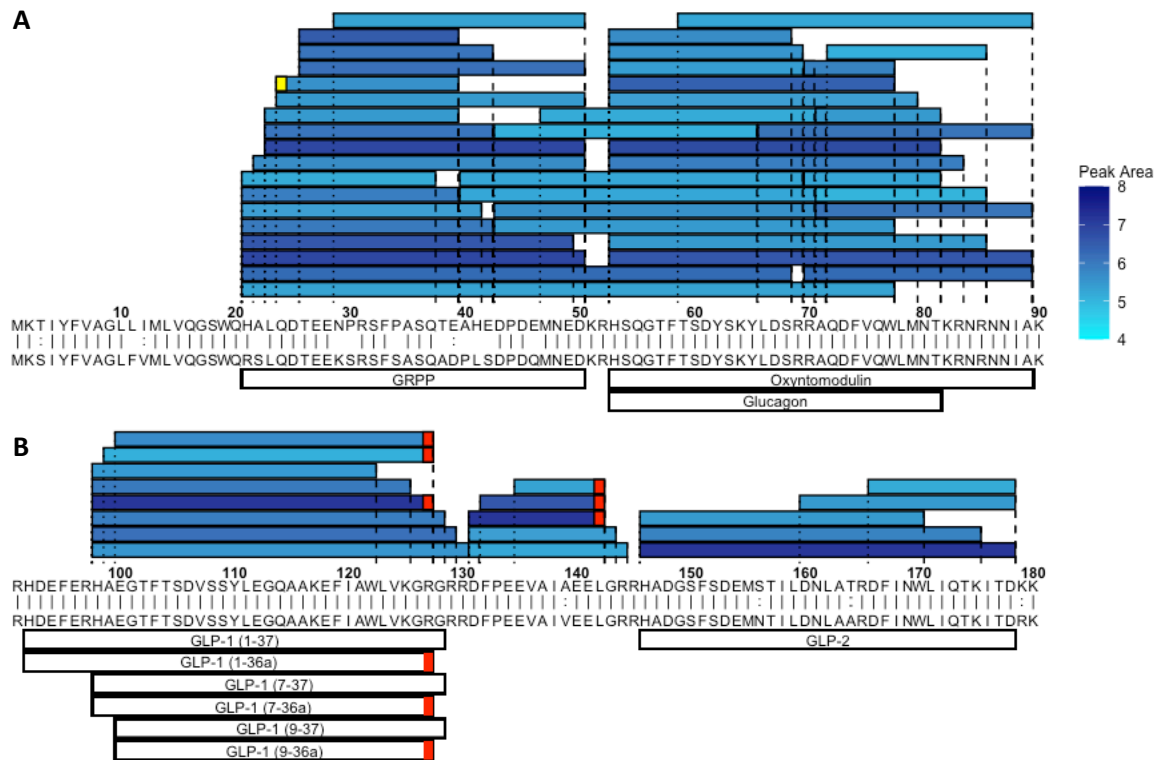 A
Peak Area
8
7
6
5
4
10 20 30 40 50 60 70 80 90
MKTIYFVAGLLIMLVQGSWQHALQDTEENPRSFPASQTEAHEDPDEMNEDKRHSQGTFTSDYSKYLDSRRAQDFVQWLMNTKRNRNNIAK
MKSIYFVAGLFVMLVQGSWQRSLQDTEEKSRSFSASQADPLSDPDQMNEDKRHSQGTFTSDYSKYLDSRRAQDFVQWLMNTKRNRNNIAK
GRPP Oxyntomodulin
Glucagon
B
100 110 120 130 140 150 160 170 180
RHDEFERHAEGTFTSDVSSYLEGQAAKEFIAWLVKGRGRRDFPEEVAIAEELGRRHADGSFSDEMSTILDNLATRDFINWLIQTKITDKK
RHDEFERHAEGTFTSDVSSYLEGQAAKEFIAWLVKGRGRRDFPEEVAIVEELGRRHADGSFSDEMNTILDNLAARDFINWLIQTKITDRK
GLP-1 (1-37) GLP-2
GLP-1 (1-36a)
GLP-1 (7-37)
GLP-1 (7-36a)
GLP-1 (9-37)
GLP-1 (9-36a)